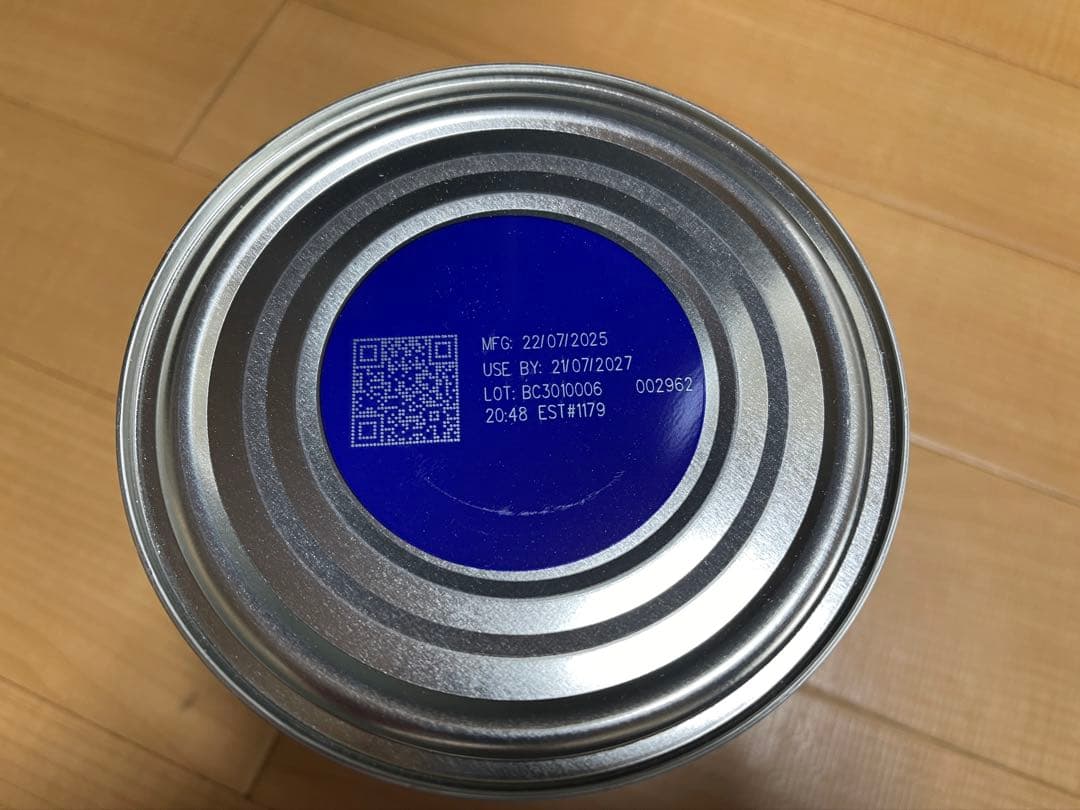 MFG: 22/07/2025
USE BY: 21/07/2027
LOT: BC3010006 002962
20:48 EST#1179